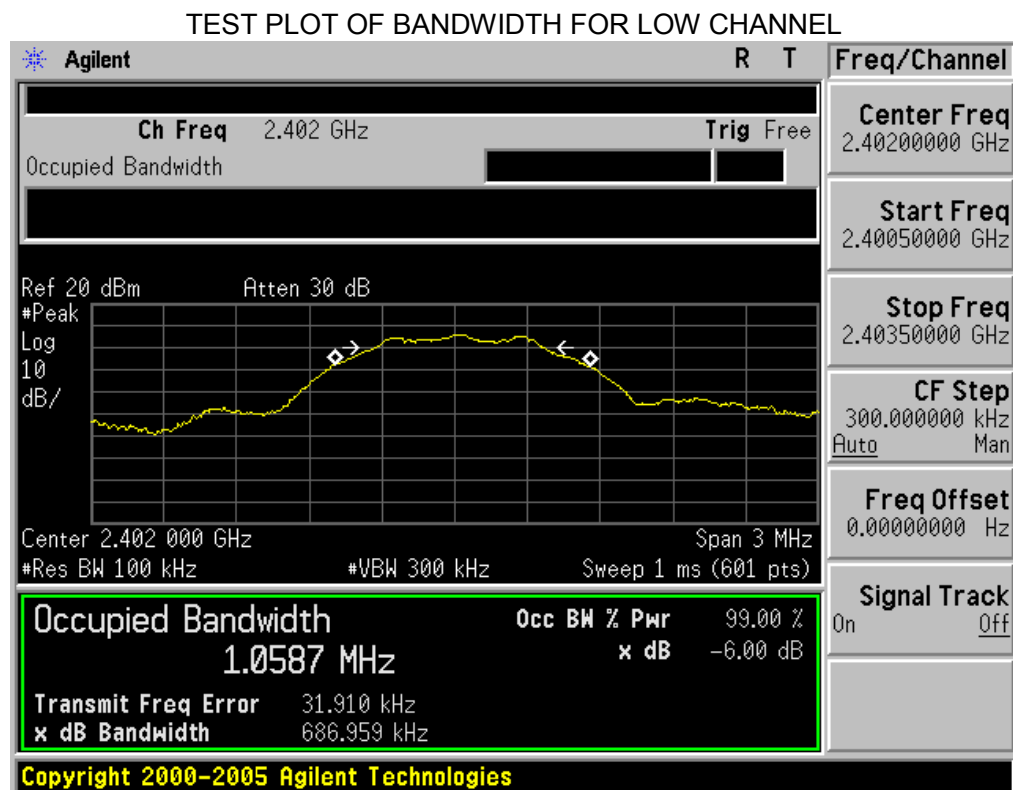 TEST PLOT OF BANDWIDTH FOR LOW CHANNEL
Agilent R T
Freq/Channel
Ch Freq 2.402 GHz Trig Free
Occupied Bandwidth
Center Freq
2.40200000 GHz
Start Freq
2.40050000 GHz
Stop Freq
2.40350000 GHz
CF Step
300.000000 kHz
Auto Man
Freq Offset
0.00000000 Hz
Signal Track
On Off
Ref 20 dBm Atten 30 dB
#Peak
Log
10
dB/
Center 2.402 000 GHz Span 3 MHz
#Res BW 100 kHz #VBW 300 kHz Sweep 1 ms (601 pts)
Occupied Bandwidth
1.0587 MHz
Occ BW % Pwr 99.00 %
x dB -6.00 dB
Transmit Freq Error 31.910 kHz
x dB Bandwidth 686.959 kHz
Copyright 2000-2005 Agilent Technologies